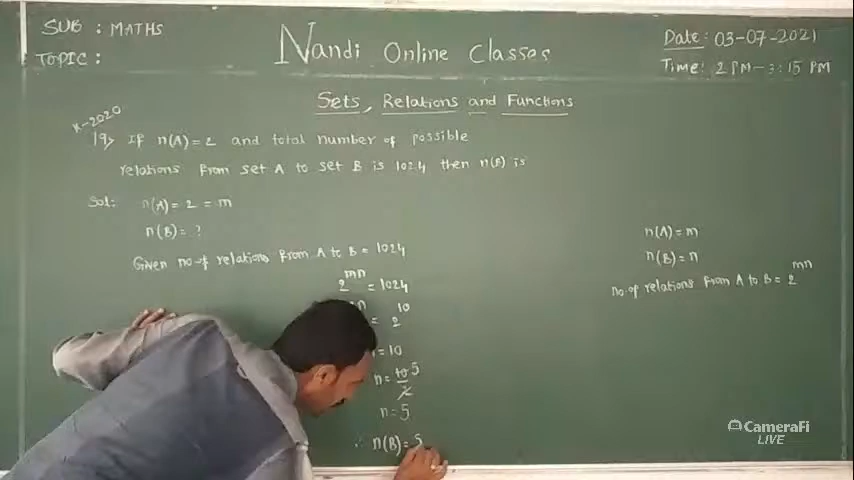 SUB : MATHS
TOPIC :
Nandi Online Classes
Date: 03-07-2021
Time: 2 PM-3:15 PM
Sets, Relations and Functions
K-2020
19> If n(A)=2 and total number of possible
relations from set A to set B is 1024 then n(B) is
Sol: n(A)= 2 = m
n(B)= ?
Given no.of relations from A to B = 1024
2^mn = 1024
n = 2^10
= 10
n = 10/2 5
n = 5
∴ n(B)= 5
n(A)=m
n(B)=n
no.of relations from A to B = 2^mn
CameraFi
LIVE